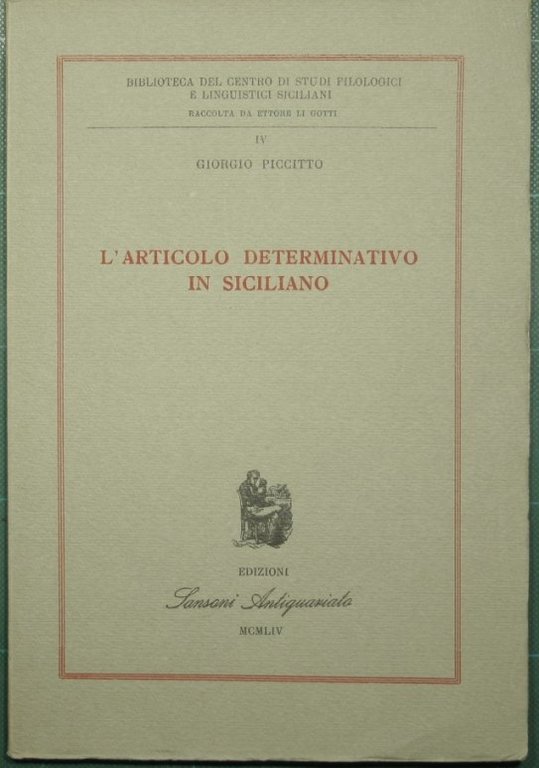 BIBLIOTECA DEL CENTRO DI STUDI FILOLOGICI
E LINGUISTICI SICILIANI
RACCOLTA DA ETTORE LI GOTTI
IV
GIORGIO PICCITTO
L'ARTICOLO DETERMINATIVO
IN SICILIANO
EDIZIONI
Sansoni Antiquariato
MCMLIV